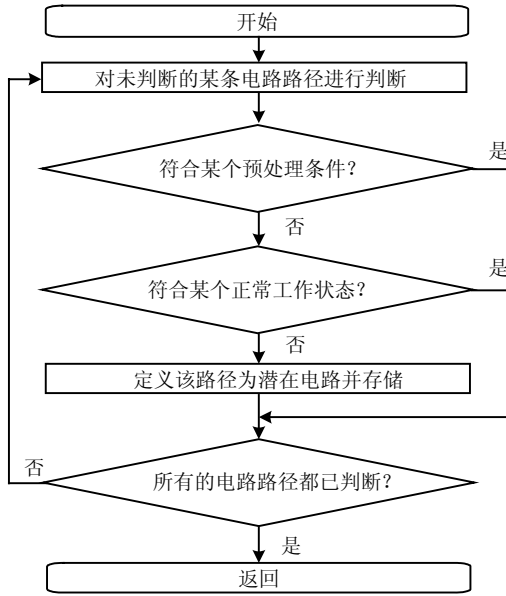 开始
对未判断的某条电路路径进行判断
符合某个预处理条件?
是
否
符合某个正常工作状态?
是
否
定义该路径为潜在电路并存储
所有的电路路径都已判断?
否
是
返回